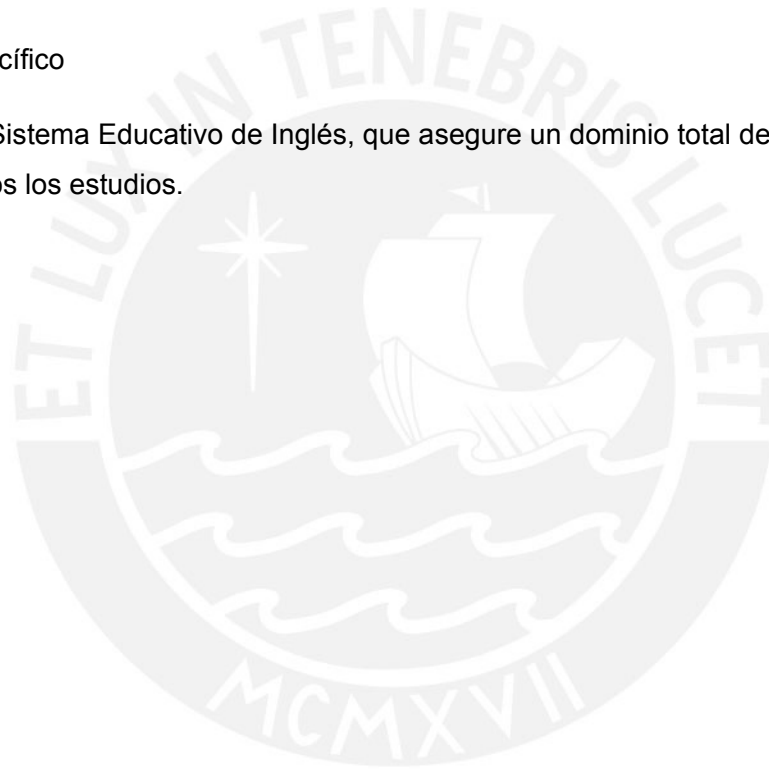 cífico
Sistema Educativo de Inglés, que asegure un dominio total de
os los estudios.
ET LUX IN TENEBRIS LUCET
MCMXVII